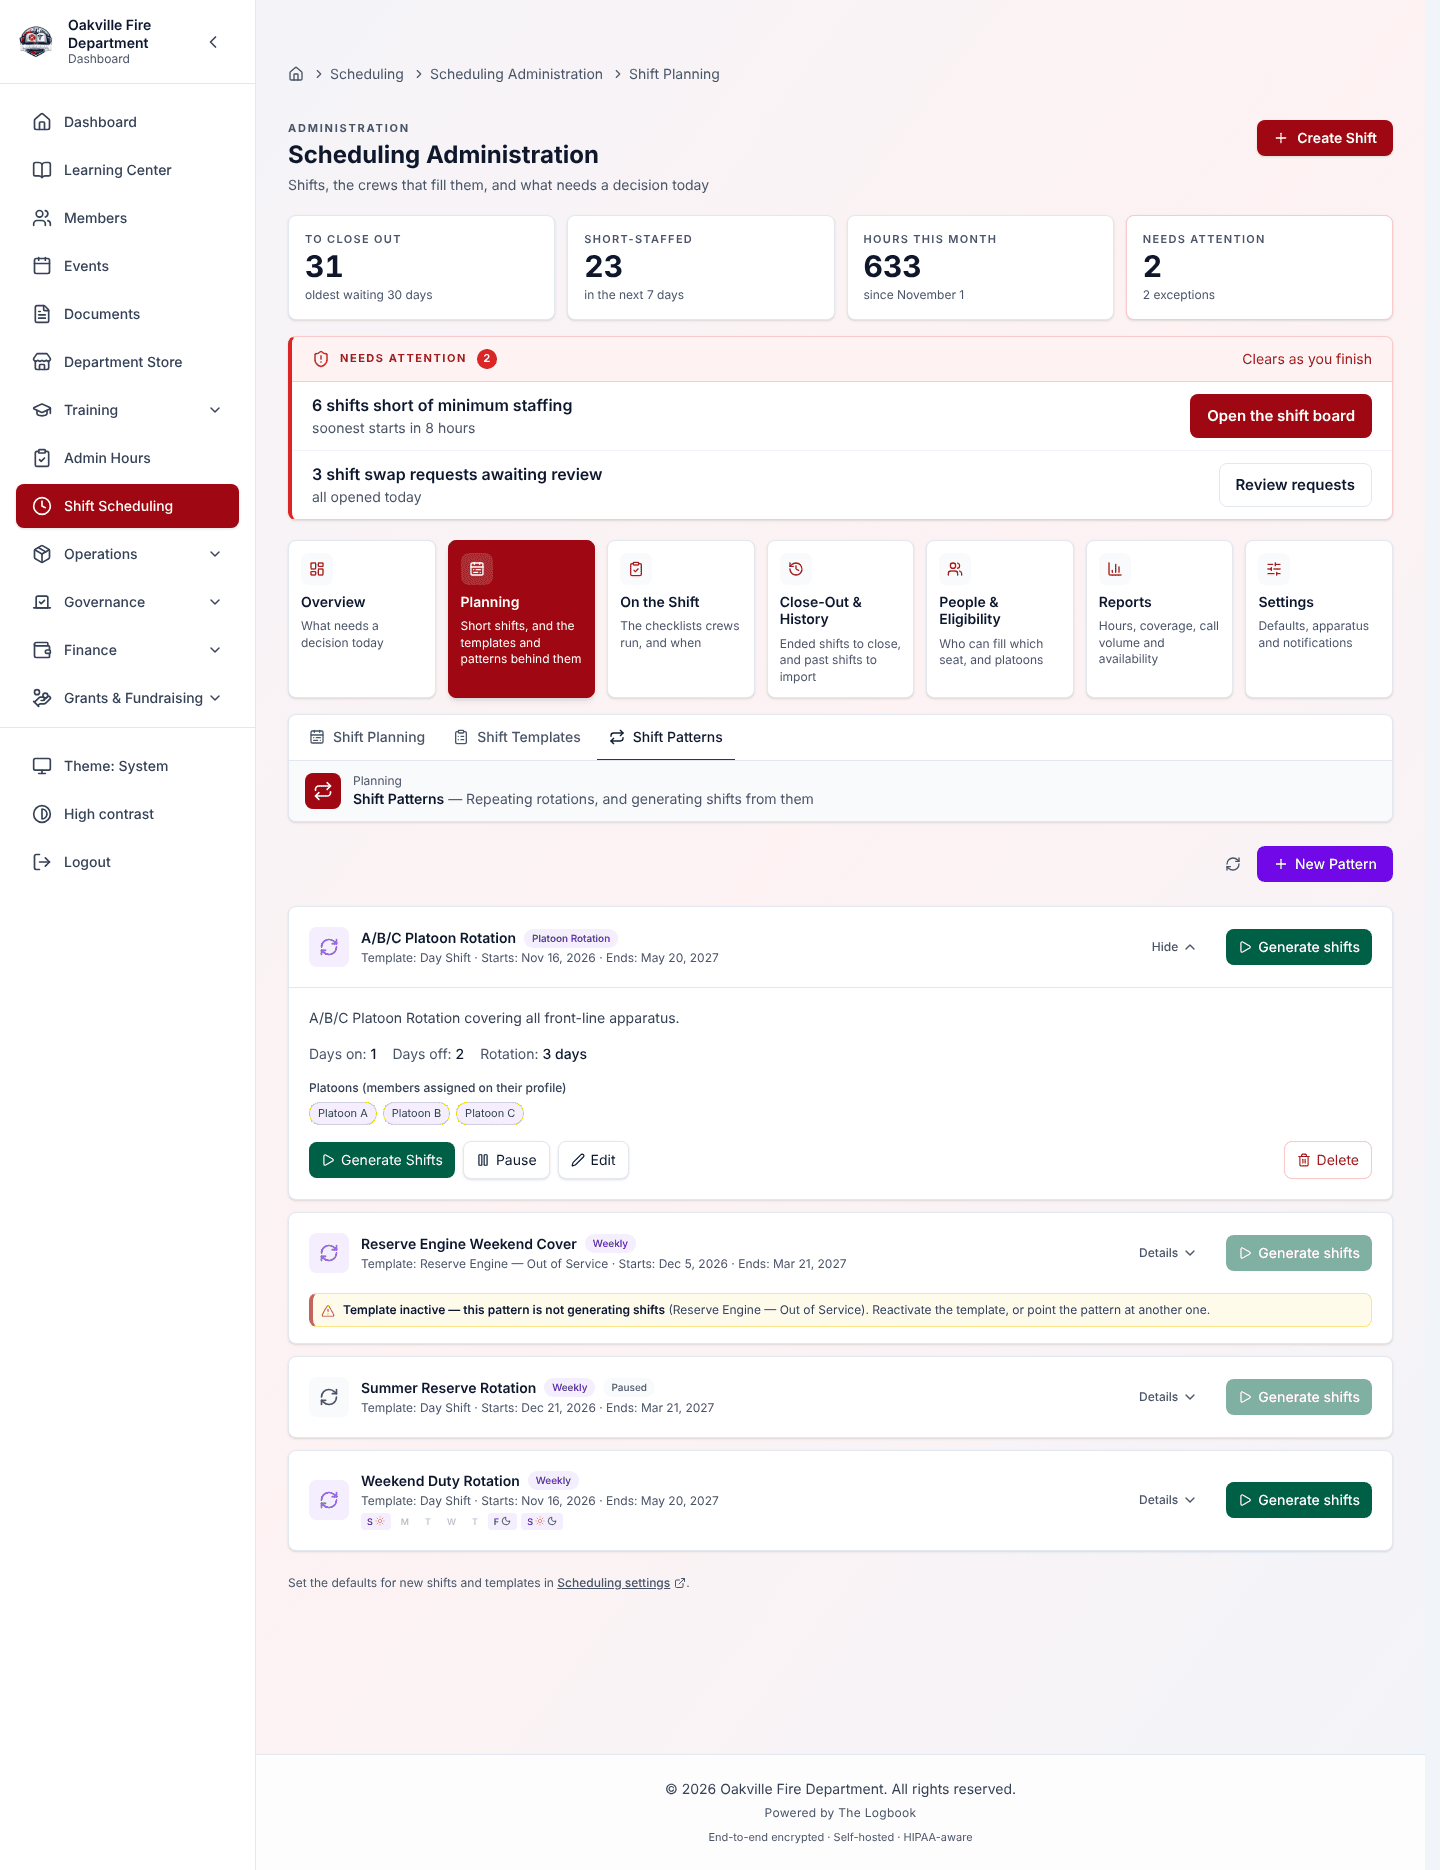 Oakville Fire
Department
Dashboard
Dashboard
Learning Center
Members
Events
Documents
Department Store
Training
Admin Hours
Shift Scheduling
Operations
Governance
Finance
Grants & Fundraising
Theme: System
High contrast
Logout
Scheduling
Scheduling Administration
Shift Planning
ADMINISTRATION
Scheduling Administration
Shifts, the crews that fill them, and what needs a decision today
Create Shift
TO CLOSE OUT
31
oldest waiting 30 days
SHORT-STAFFED
23
in the next 7 days
HOURS THIS MONTH
633
since November 1
NEEDS ATTENTION
2
2 exceptions
NEEDS ATTENTION 2
Clears as you finish
6 shifts short of minimum staffing
soonest starts in 8 hours
Open the shift board
3 shift swap requests awaiting review
all opened today
Review requests
Overview
What needs a
decision today
Planning
Short shifts, and the
templates and
patterns behind them
On the Shift
The checklists crews
run, and when
Close-Out &
History
Ended shifts to close,
and past shifts to
import
People &
Eligibility
Who can fill which
seat, and platoons
Reports
Hours, coverage, call
volume and
availability
Settings
Defaults, apparatus
and notifications
Shift Planning
Shift Templates
Shift Patterns
Planning
Shift Patterns — Repeating rotations, and generating shifts from them
New Pattern
A/B/C Platoon Rotation Platoon Rotation
Template: Day Shift · Starts: Nov 16, 2026 · Ends: May 20, 2027
Hide
Generate shifts
A/B/C Platoon Rotation covering all front-line apparatus.
Days on: 1 Days off: 2 Rotation: 3 days
Platoons (members assigned on their profile)
Platoon A Platoon B Platoon C
Generate Shifts
Pause
Edit
Delete
Reserve Engine Weekend Cover Weekly
Template: Reserve Engine — Out of Service · Starts: Dec 5, 2026 · Ends: Mar 21, 2027
Details
Generate shifts
Template inactive — this pattern is not generating shifts (Reserve Engine — Out of Service). Reactivate the template, or point the pattern at another one.
Summer Reserve Rotation Weekly Paused
Template: Day Shift · Starts: Dec 21, 2026 · Ends: Mar 21, 2027
Details
Generate shifts
Weekend Duty Rotation Weekly
Template: Day Shift · Starts: Nov 16, 2026 · Ends: May 20, 2027
S M T W T F S
Details
Generate shifts
Set the defaults for new shifts and templates in Scheduling settings.
© 2026 Oakville Fire Department. All rights reserved.
Powered by The Logbook
End-to-end encrypted · Self-hosted · HIPAA-aware